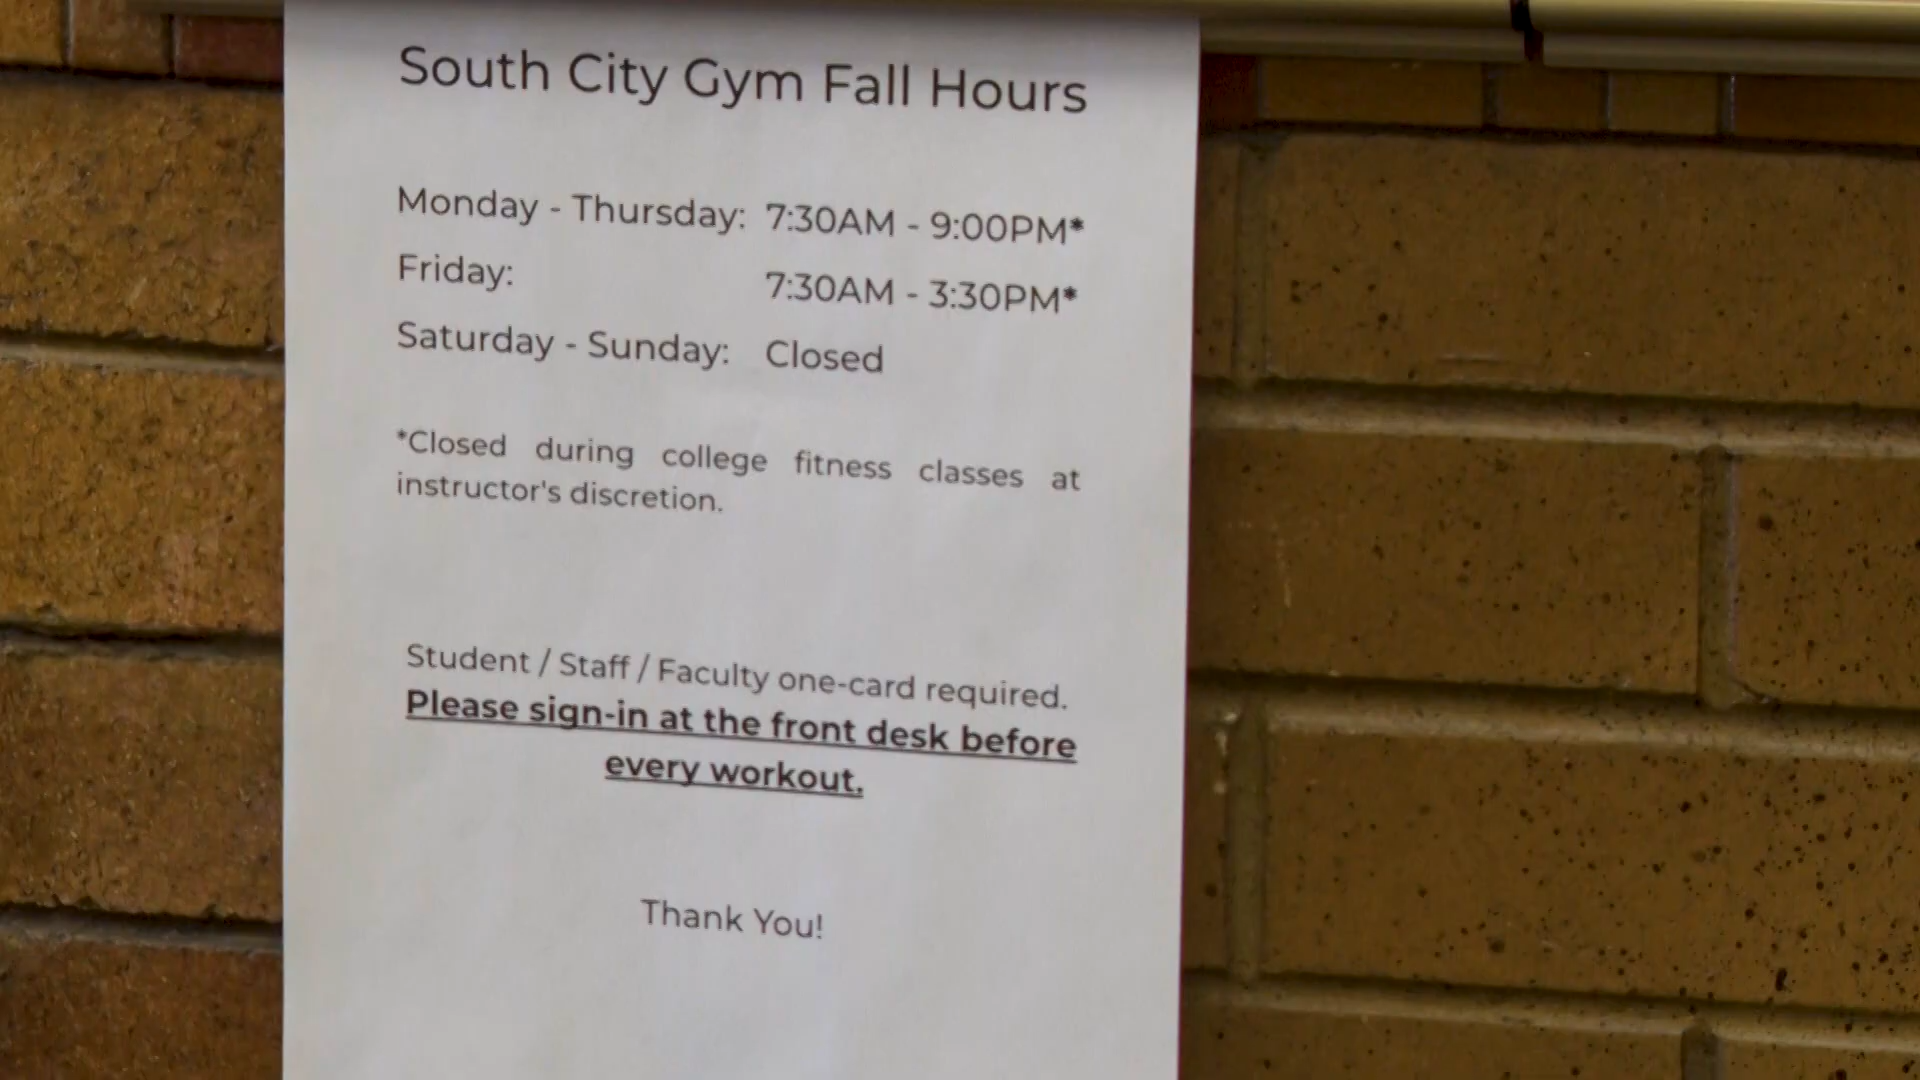 South City Gym Fall Hours
Monday - Thursday: 7:30AM - 9:00PM*
Friday: 7:30AM - 3:30PM*
Saturday - Sunday: Closed
*Closed during college fitness classes at
instructor's discretion.
Student / Staff / Faculty one-card required.
Please sign-in at the front desk before
every workout.
Thank You!